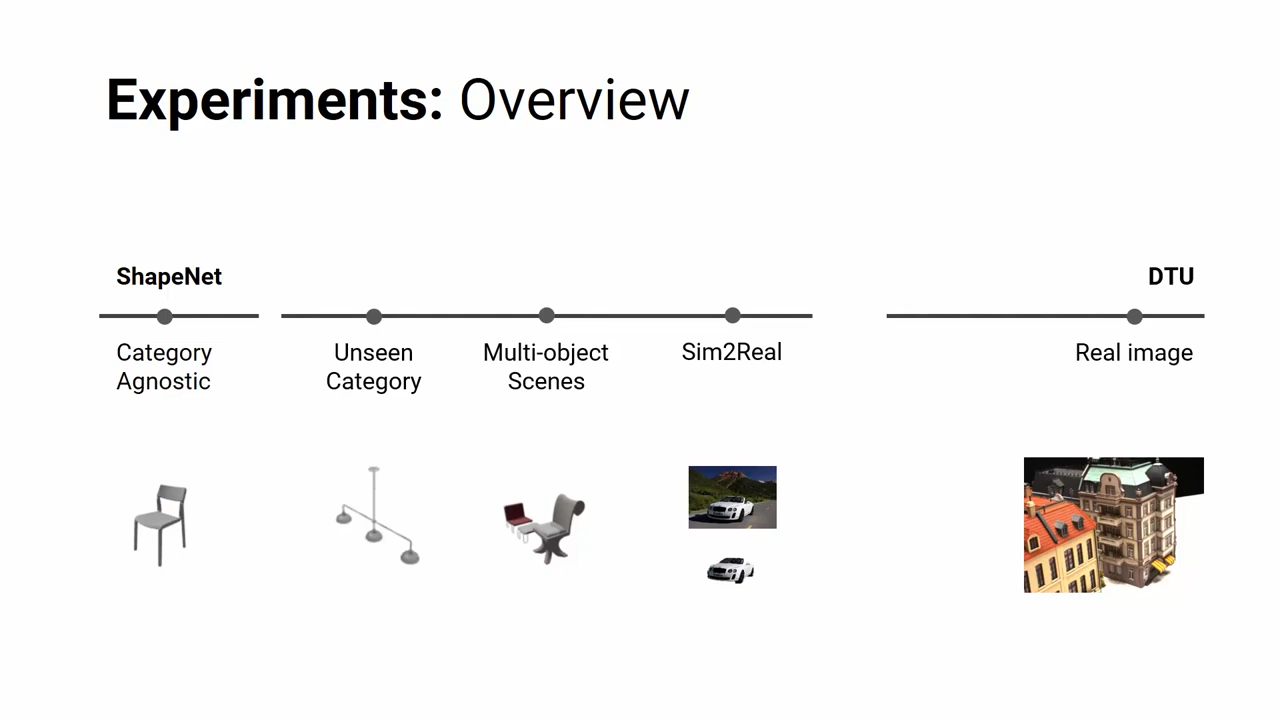 Experiments: Overview
ShapeNet
DTU
Category
Agnostic
Unseen
Category
Multi-object
Scenes
Sim2Real
Real image